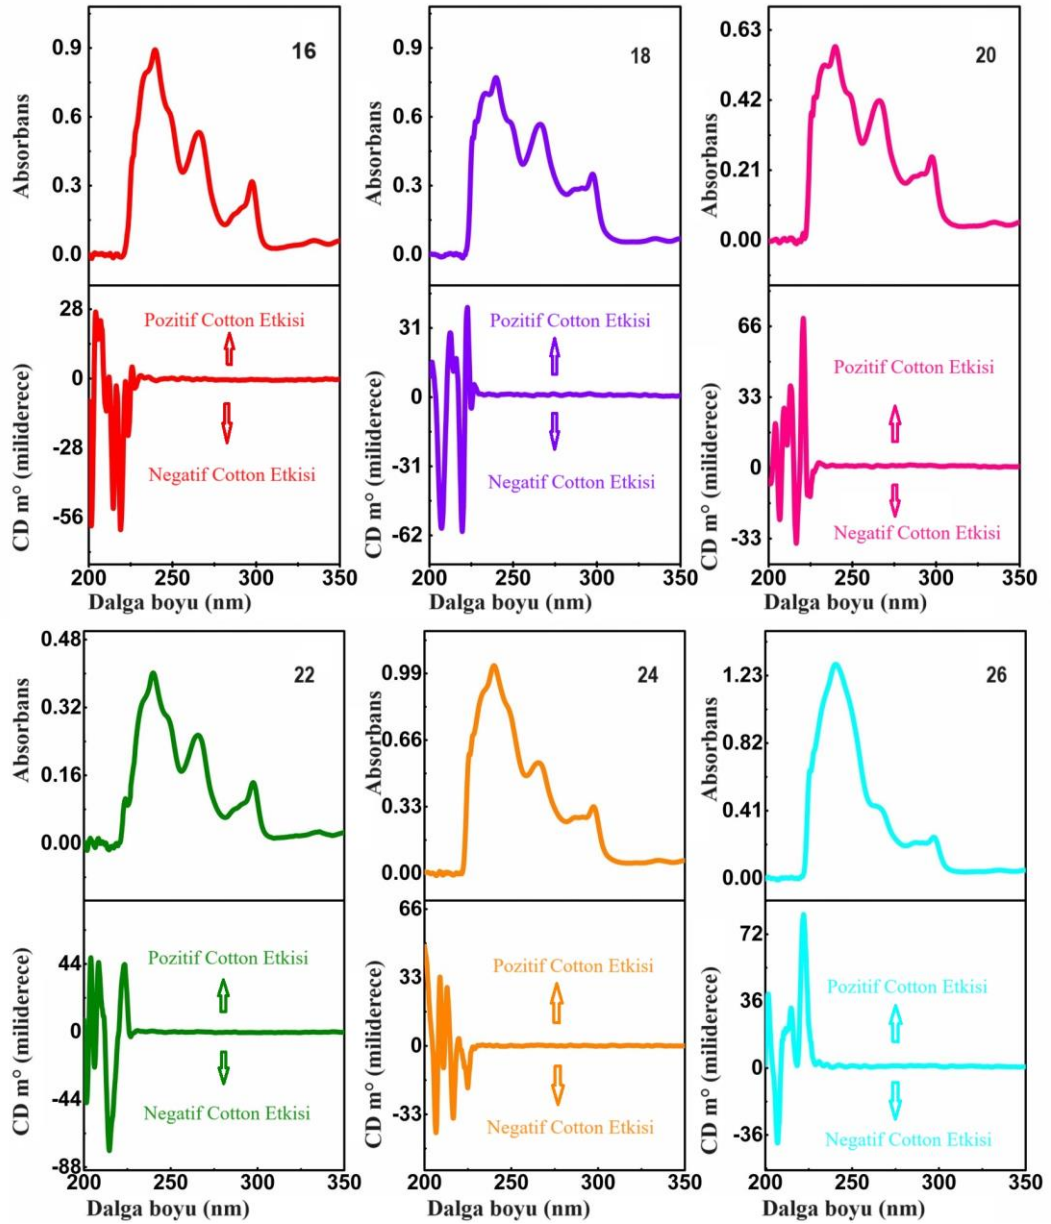 16
Absorbans
0.9
0.6
0.3
0.0
CD m° (miliderece)
28
0
-28
-56
Pozitif Cotton Etkisi
Negatif Cotton Etkisi
200 250 300 350
Dalga boyu (nm)
18
Absorbans
0.9
0.6
0.3
0.0
CD m° (miliderece)
31
0
-31
-62
Pozitif Cotton Etkisi
Negatif Cotton Etkisi
200 250 300 350
Dalga boyu (nm)
20
Absorbans
0.63
0.42
0.21
0.00
CD m° (miliderece)
66
33
0
-33
Pozitif Cotton Etkisi
Negatif Cotton Etkisi
200 250 300 350
Dalga boyu (nm)
22
Absorbans
0.48
0.32
0.16
0.00
CD m° (miliderece)
44
0
-44
-88
Pozitif Cotton Etkisi
Negatif Cotton Etkisi
200 250 300 350
Dalga boyu (nm)
24
Absorbans
0.99
0.66
0.33
0.00
CD m° (miliderece)
66
33
0
-33
Pozitif Cotton Etkisi
Negatif Cotton Etkisi
200 250 300 350
Dalga boyu (nm)
26
Absorbans
1.23
0.82
0.41
0.00
CD m° (miliderece)
72
36
0
-36
Pozitif Cotton Etkisi
Negatif Cotton Etkisi
200 250 300 350
Dalga boyu (nm)